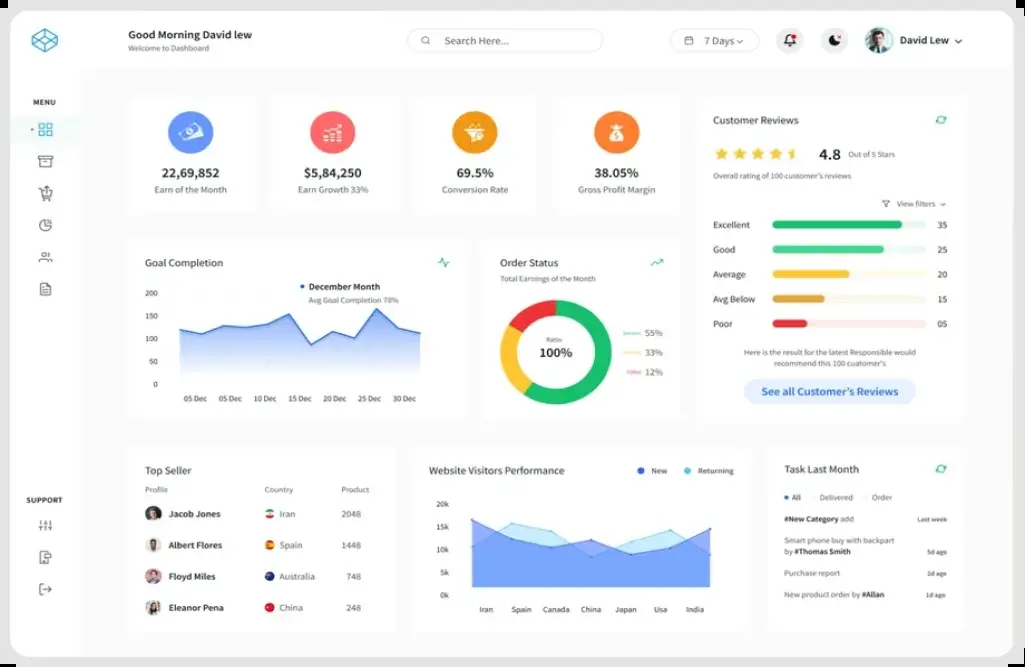 Good Morning David lew
Welcome to Dashboard
Search Here...
7 Days
David Lew
MENU
22,69,852
Earn of the Month
$5,84,250
Earn Growth 33%
69.5%
Conversion Rate
38.05%
Gross Profit Margin
Customer Reviews
4.8 Out of 5 Stars
Overall rating of 100 customer's reviews
View filters
Excellent 35
Good 25
Average 20
Avg Below 15
Poor 05
Here is the result for the latest Responsible would
recommend this 100 cuatomer's
See all Customer's Reviews
Goal Completion
December Month
Avg Goal Completion 78%
200
150
100
50
0
05 Dec 05 Dec 10 Dec 15 Dec 20 Dec 25 Dec 30 Dec
Order Status
Total Earnings of the Month
Ratio
100%
55%
33%
12%
Top Seller
Profile Country Product
Jacob Jones Iran 2048
Albert Flores Spain 1448
Floyd Miles Australia 748
Eleanor Pena China 248
Website Visitors Performance
New Returning
20k
15k
10k
5k
0k
Iran Spain Canada China Japan Usa India
Task Last Month
All Delivered Order
#New Category add Last week
Smart phone buy with backpart
by #Thomas Smith 5d ago
Purchase report 2d ago
New product order by #Allan 1d ago
SUPPORT